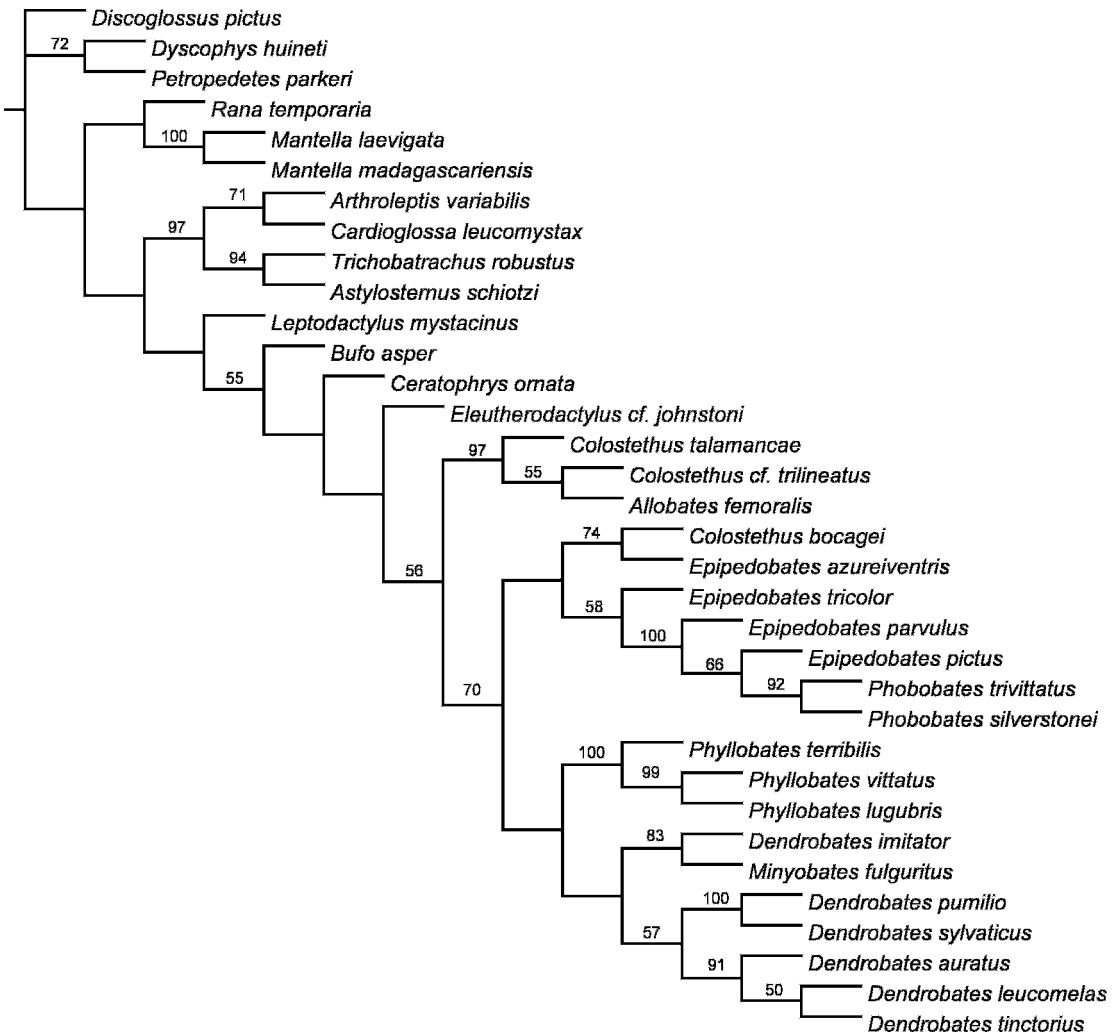 Discoglossus pictus
72
Dyscophys huineti
Petropedetes parkeri
Rana temporaria
100
Mantella laevigata
Mantella madagascariensis
71
Arthroleptis variabilis
97
Cardioglossa leucomystax
94
Trichobatrachus robustus
Astylosternus schiotzi
Leptodactylus mystacinus
55
Bufo asper
Ceratophrys ornata
Eleutherodactylus cf. johnstoni
97
Colostethus talamancae
55
Colostethus cf. trilineatus
Allobates femoralis
74
Colostethus bocagei
56
Epipedobates azureiventris
58
Epipedobates tricolor
100
Epipedobates parvulus
66
Epipedobates pictus
70
92
Phobobates trivittatus
Phobobates silverstonei
100
Phyllobates terribilis
99
Phyllobates vittatus
Phyllobates lugubris
83
Dendrobates imitator
Minyobates fulguritus
100
Dendrobates pumilio
57
Dendrobates sylvaticus
91
Dendrobates auratus
50
Dendrobates leucomelas
Dendrobates tinctorius